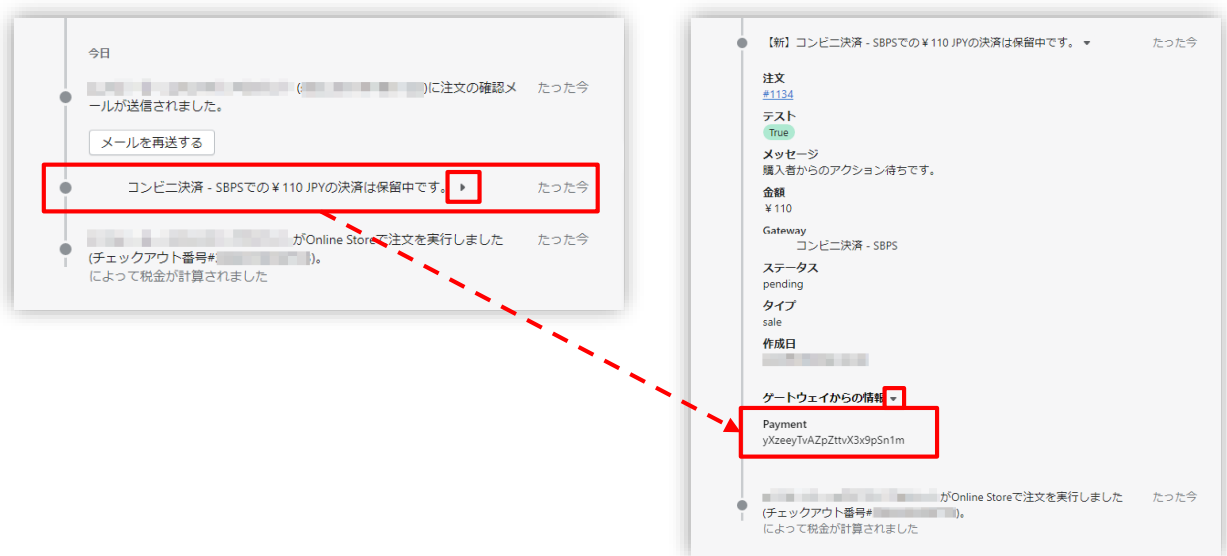 今日
(
)に注文の確認メ
たった今
ールが送信されました。
メールを再送する
コンビニ決済 - SBPSでの¥110 JPYの決済は保留中です。
たった今
がOnline Storeで注文を実行しました
たった今
(チェックアウト番号#
)。
によって税金が計算されました
【新】コンビニ決済 - SBPSでの¥110 JPYの決済は保留中です。
たった今
注文
#1134
テスト
True
メッセージ
購入者からのアクション待ちです。
金額
¥110
Gateway
コンビニ決済 - SBPS
ステータス
pending
タイプ
sale
作成日
ゲートウェイからの情報
Payment
yXzeeyTvAZpZttvX3x9pSn1m
がOnline Storeで注文を実行しました
たった今
(チェックアウト番号#
)。
によって税金が計算されました